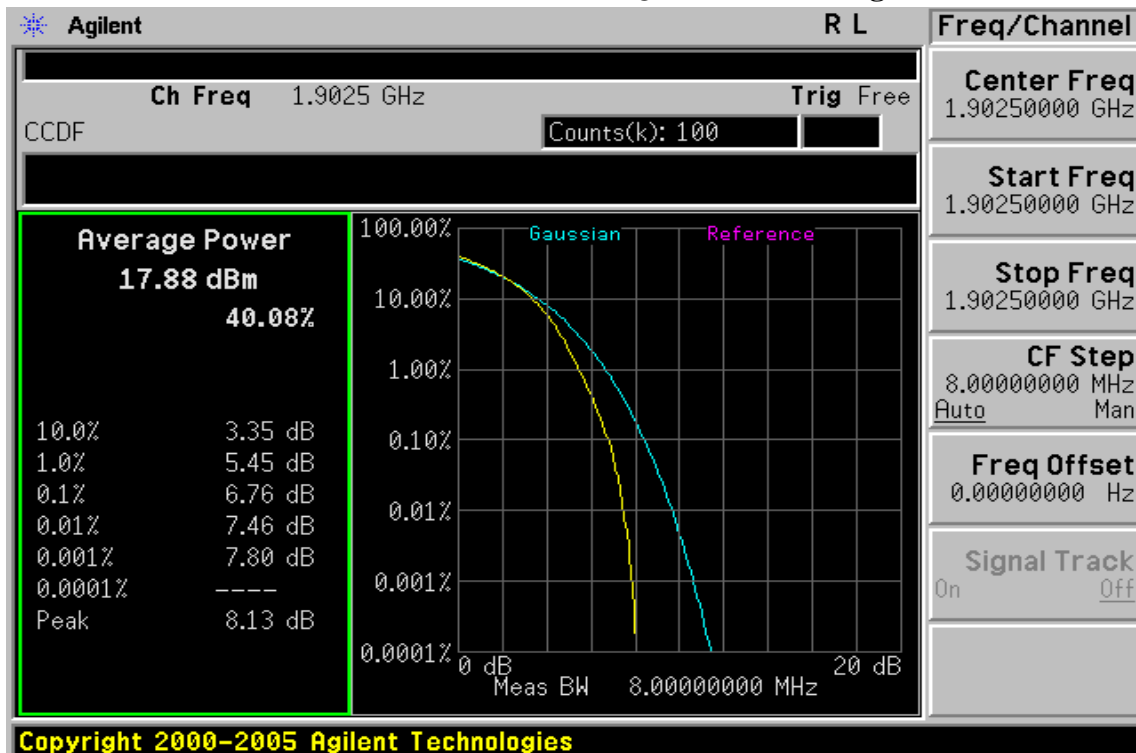 Agilent R L Freq/Channel
Ch Freq 1.9025 GHz Trig Free
CCDF Counts(k): 100
Center Freq
1.90250000 GHz
Start Freq
1.90250000 GHz
Stop Freq
1.90250000 GHz
CF Step
8.00000000 MHz
Auto Man
Freq Offset
0.00000000 Hz
Signal Track
On Off
Average Power
17.88 dBm
40.08%
10.0% 3.35 dB
1.0% 5.45 dB
0.1% 6.76 dB
0.01% 7.46 dB
0.001% 7.80 dB
0.0001% ----
Peak 8.13 dB
Gaussian Reference
100.00%
10.00%
1.00%
0.10%
0.01%
0.001%
0.0001%
0 dB 20 dB
Meas BW 8.00000000 MHz
Copyright 2000-2005 Agilent Technologies